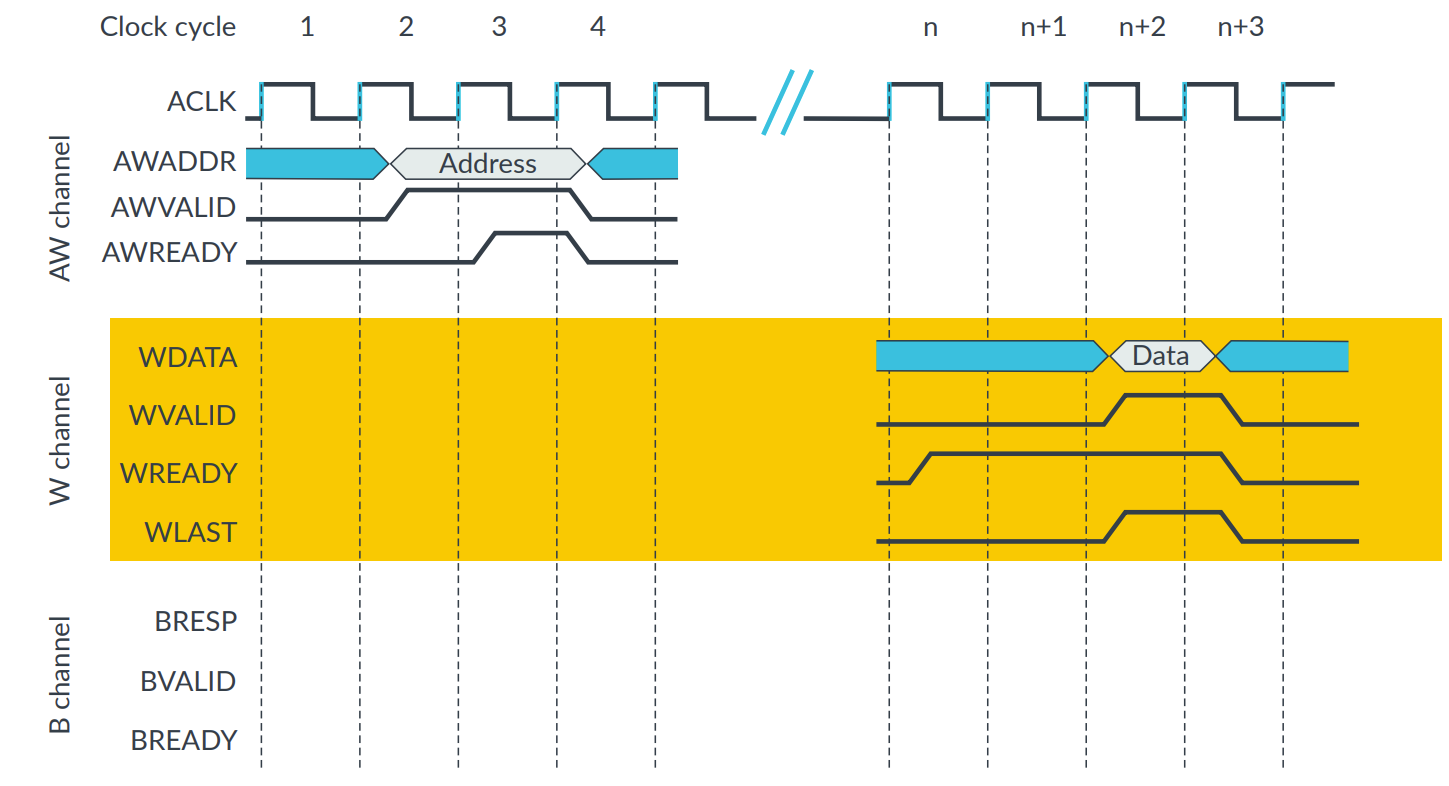 Clock cycle 1 2 3 4 n n+1 n+2 n+3
ACLK
AW channel
AWADDR Address
AWVALID
AWREADY
W channel
WDATA Data
WVALID
WREADY
WLAST
B channel
BRESP
BVALID
BREADY